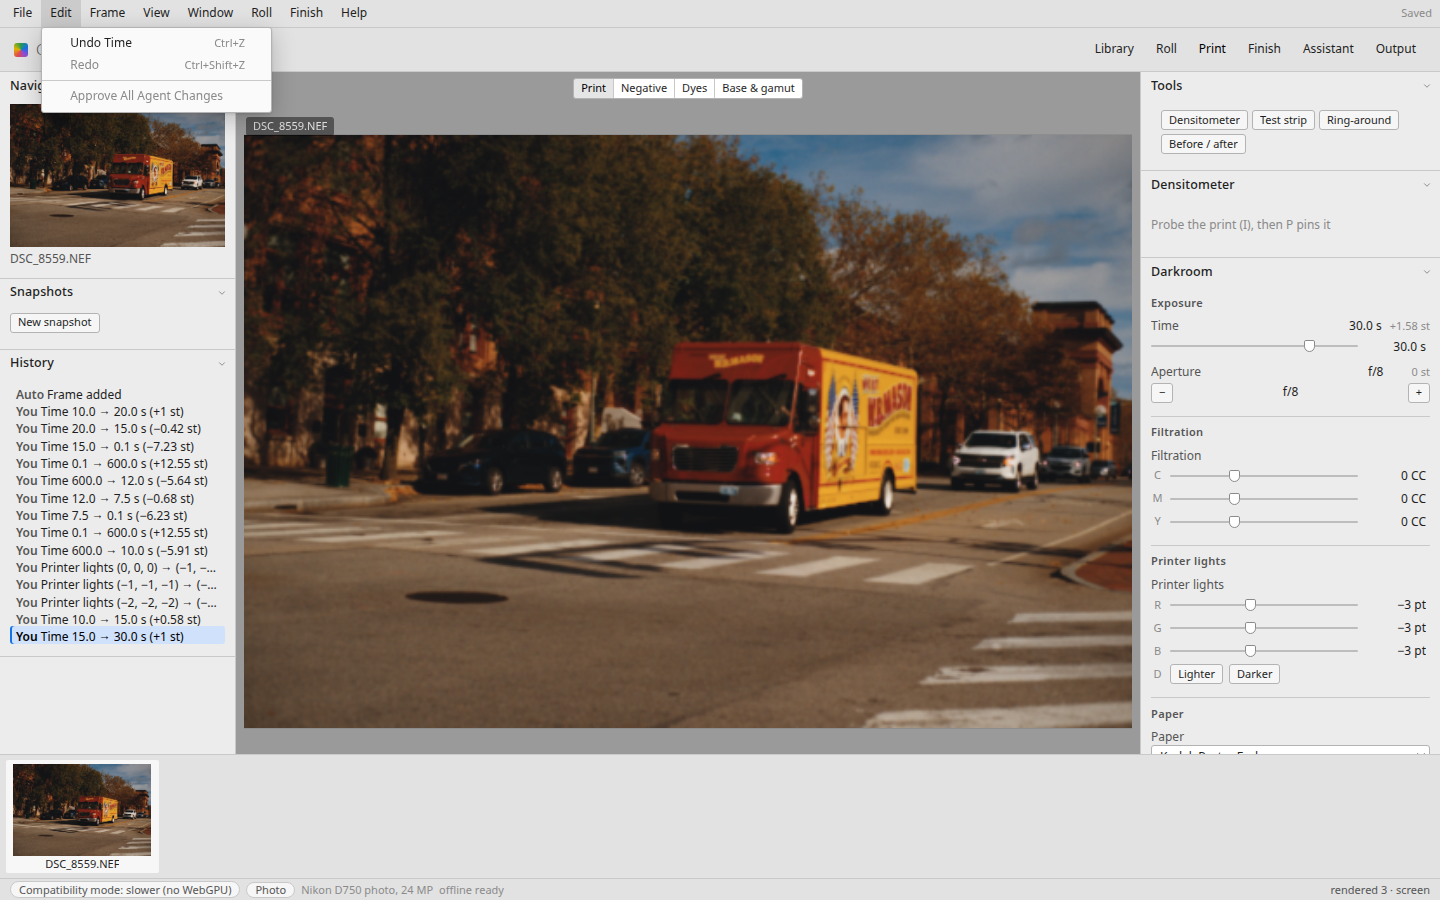 File Edit Frame View Window Roll Finish Help Saved
Undo Time Ctrl+Z
Redo Ctrl+Shift+Z
Approve All Agent Changes
Library Roll Print Finish Assistant Output
Print Negative Dyes Base & gamut
DSC_8559.NEF
DSC_8559.NEF
Snapshots
New snapshot
History
Auto Frame added
You Time 10.0 → 20.0 s (+1 st)
You Time 20.0 → 15.0 s (−0.42 st)
You Time 15.0 → 0.1 s (−7.23 st)
You Time 0.1 → 600.0 s (+12.55 st)
You Time 600.0 → 12.0 s (−5.64 st)
You Time 12.0 → 7.5 s (−0.68 st)
You Time 7.5 → 0.1 s (−6.23 st)
You Time 0.1 → 600.0 s (+12.55 st)
You Time 600.0 → 10.0 s (−5.91 st)
You Printer lights (0, 0, 0) → (−1, −...
You Printer lights (−1, −1, −1) → (−...
You Printer lights (−2, −2, −2) → (−...
You Time 10.0 → 15.0 s (+0.58 st)
You Time 15.0 → 30.0 s (+1 st)
Tools
Densitometer Test strip Ring-around
Before / after
Densitometer
Probe the print (I), then P pins it
Darkroom
Exposure
Time 30.0 s +1.58 st
30.0 s
Aperture f/8 0 st
− f/8 +
Filtration
Filtration
C 0 CC
M 0 CC
Y 0 CC
Printer lights
Printer lights
R −3 pt
G −3 pt
B −3 pt
D Lighter Darker
Paper
Paper
DSC_8559.NEF
Compatibility mode: slower (no WebGPU) Photo Nikon D750 photo, 24 MP offline ready rendered 3 · screen